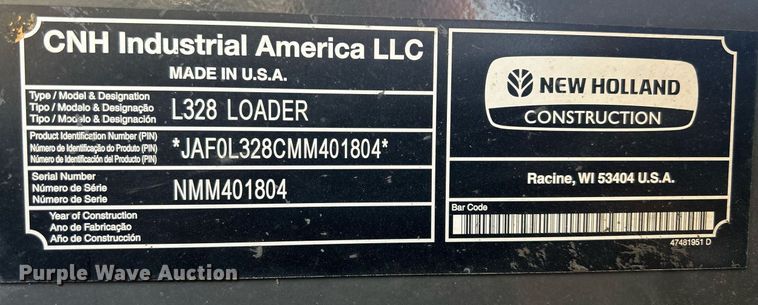 CNH Industrial America LLC
MADE IN U.S.A.
Type / Model & Designation
Tipo / Modelo & Designação
Tipo / Modelo & Designación
L328 LOADER
Product Identification Number (PIN)
Número de Identificação do Produto (PIN)
Número de Identificación del Producto (PIN)
*JAF0L328CMM401804*
Serial Number
Número de Série
Número de Serie
NMM401804
Year of Construction
Ano de Fabricação
Año de Construcción
NEW HOLLAND
CONSTRUCTION
Racine, WI 53404 U.S.A.
Bar Code
47481951 D
Purple Wave Auction